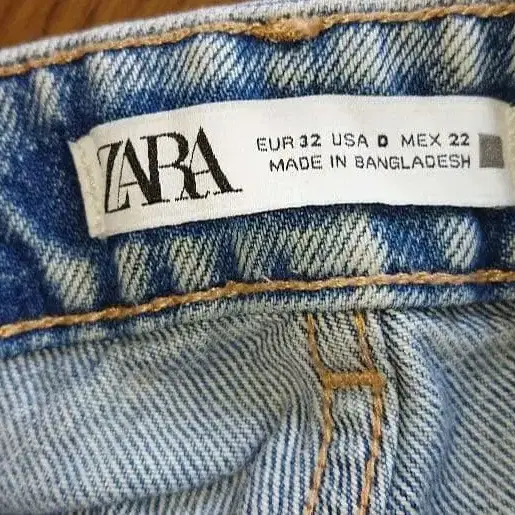 ZARA
EUR 32 USA 0 MEX 22
MADE IN BANGLADESH